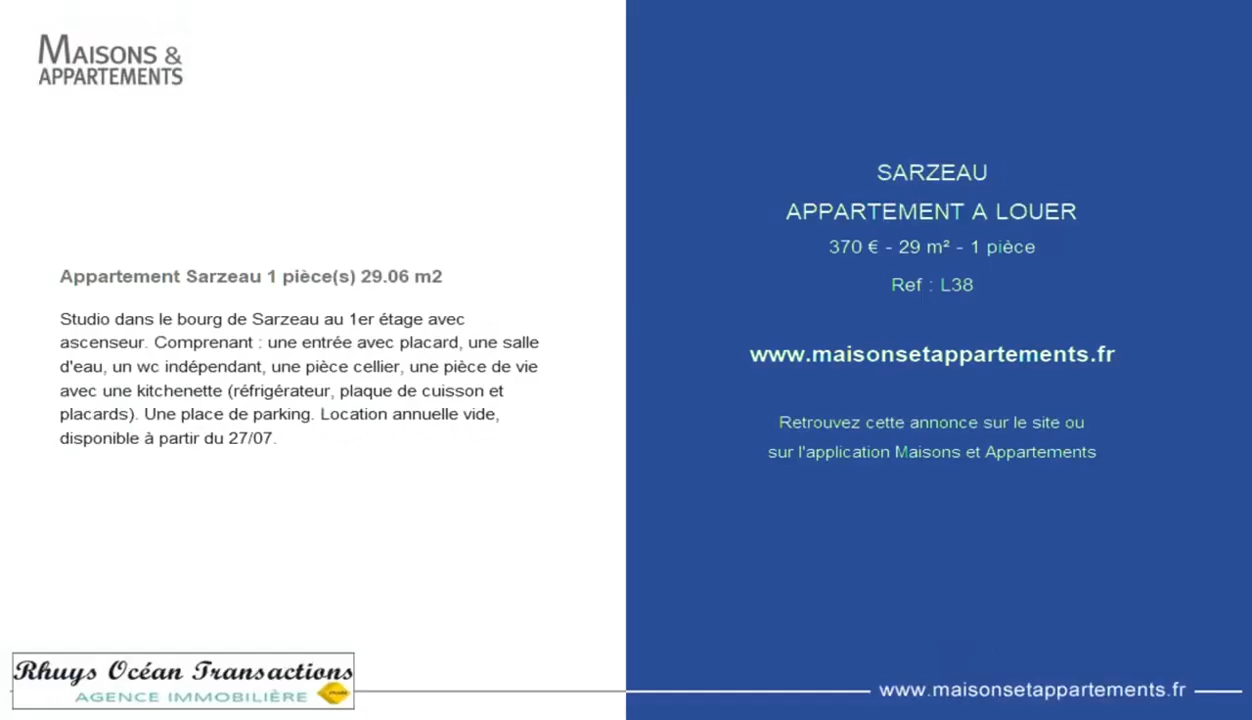 MAISONS &
APPARTEMENTS
Appartement Sarzeau 1 pièce(s) 29.06 m2
Studio dans le bourg de Sarzeau au 1er étage avec
ascenseur. Comprenant : une entrée avec placard, une salle
d'eau, un wc indépendant, une pièce cellier, une pièce de vie
avec une kitchenette (réfrigérateur, plaque de cuisson et
placards). Une place de parking. Location annuelle vide,
disponible à partir du 27/07.
SARZEAU
APPARTEMENT A LOUER
370 € - 29 m² - 1 pièce
Ref : L38
www.maisonsetappartements.fr
Retrouvez cette annonce sur le site ou
sur l'application Maisons et Appartements
Rhuys Océan Transactions
AGENCE IMMOBILIÈRE
www.maisonsetappartements.fr